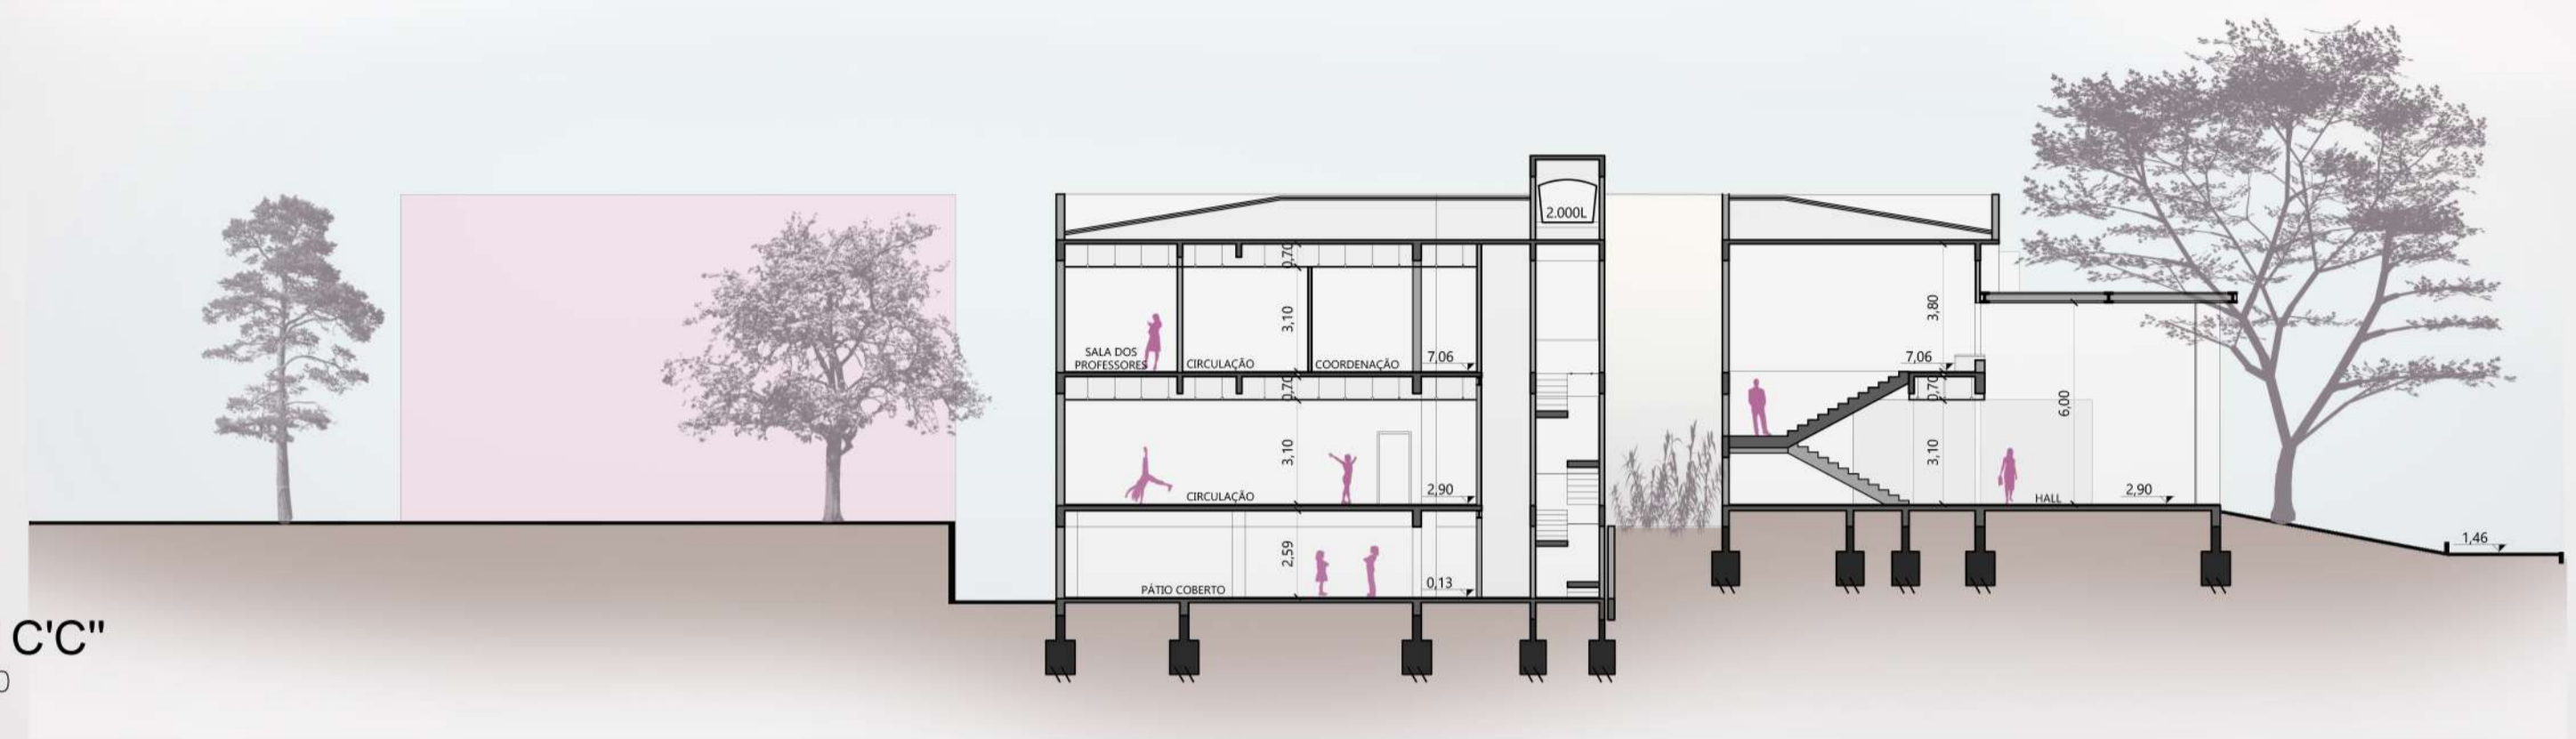 2.000L
0,70
3,10
SALA DOS
PROFESSORES
CIRCULAÇÃO
COORDENAÇÃO
7,06
0,70
3,10
CIRCULAÇÃO
2,90
2,59
PÁTIO COBERTO
0,13
3,80
7,06
0,70
6,00
3,10
HALL
2,90
1,46
C'C"
0